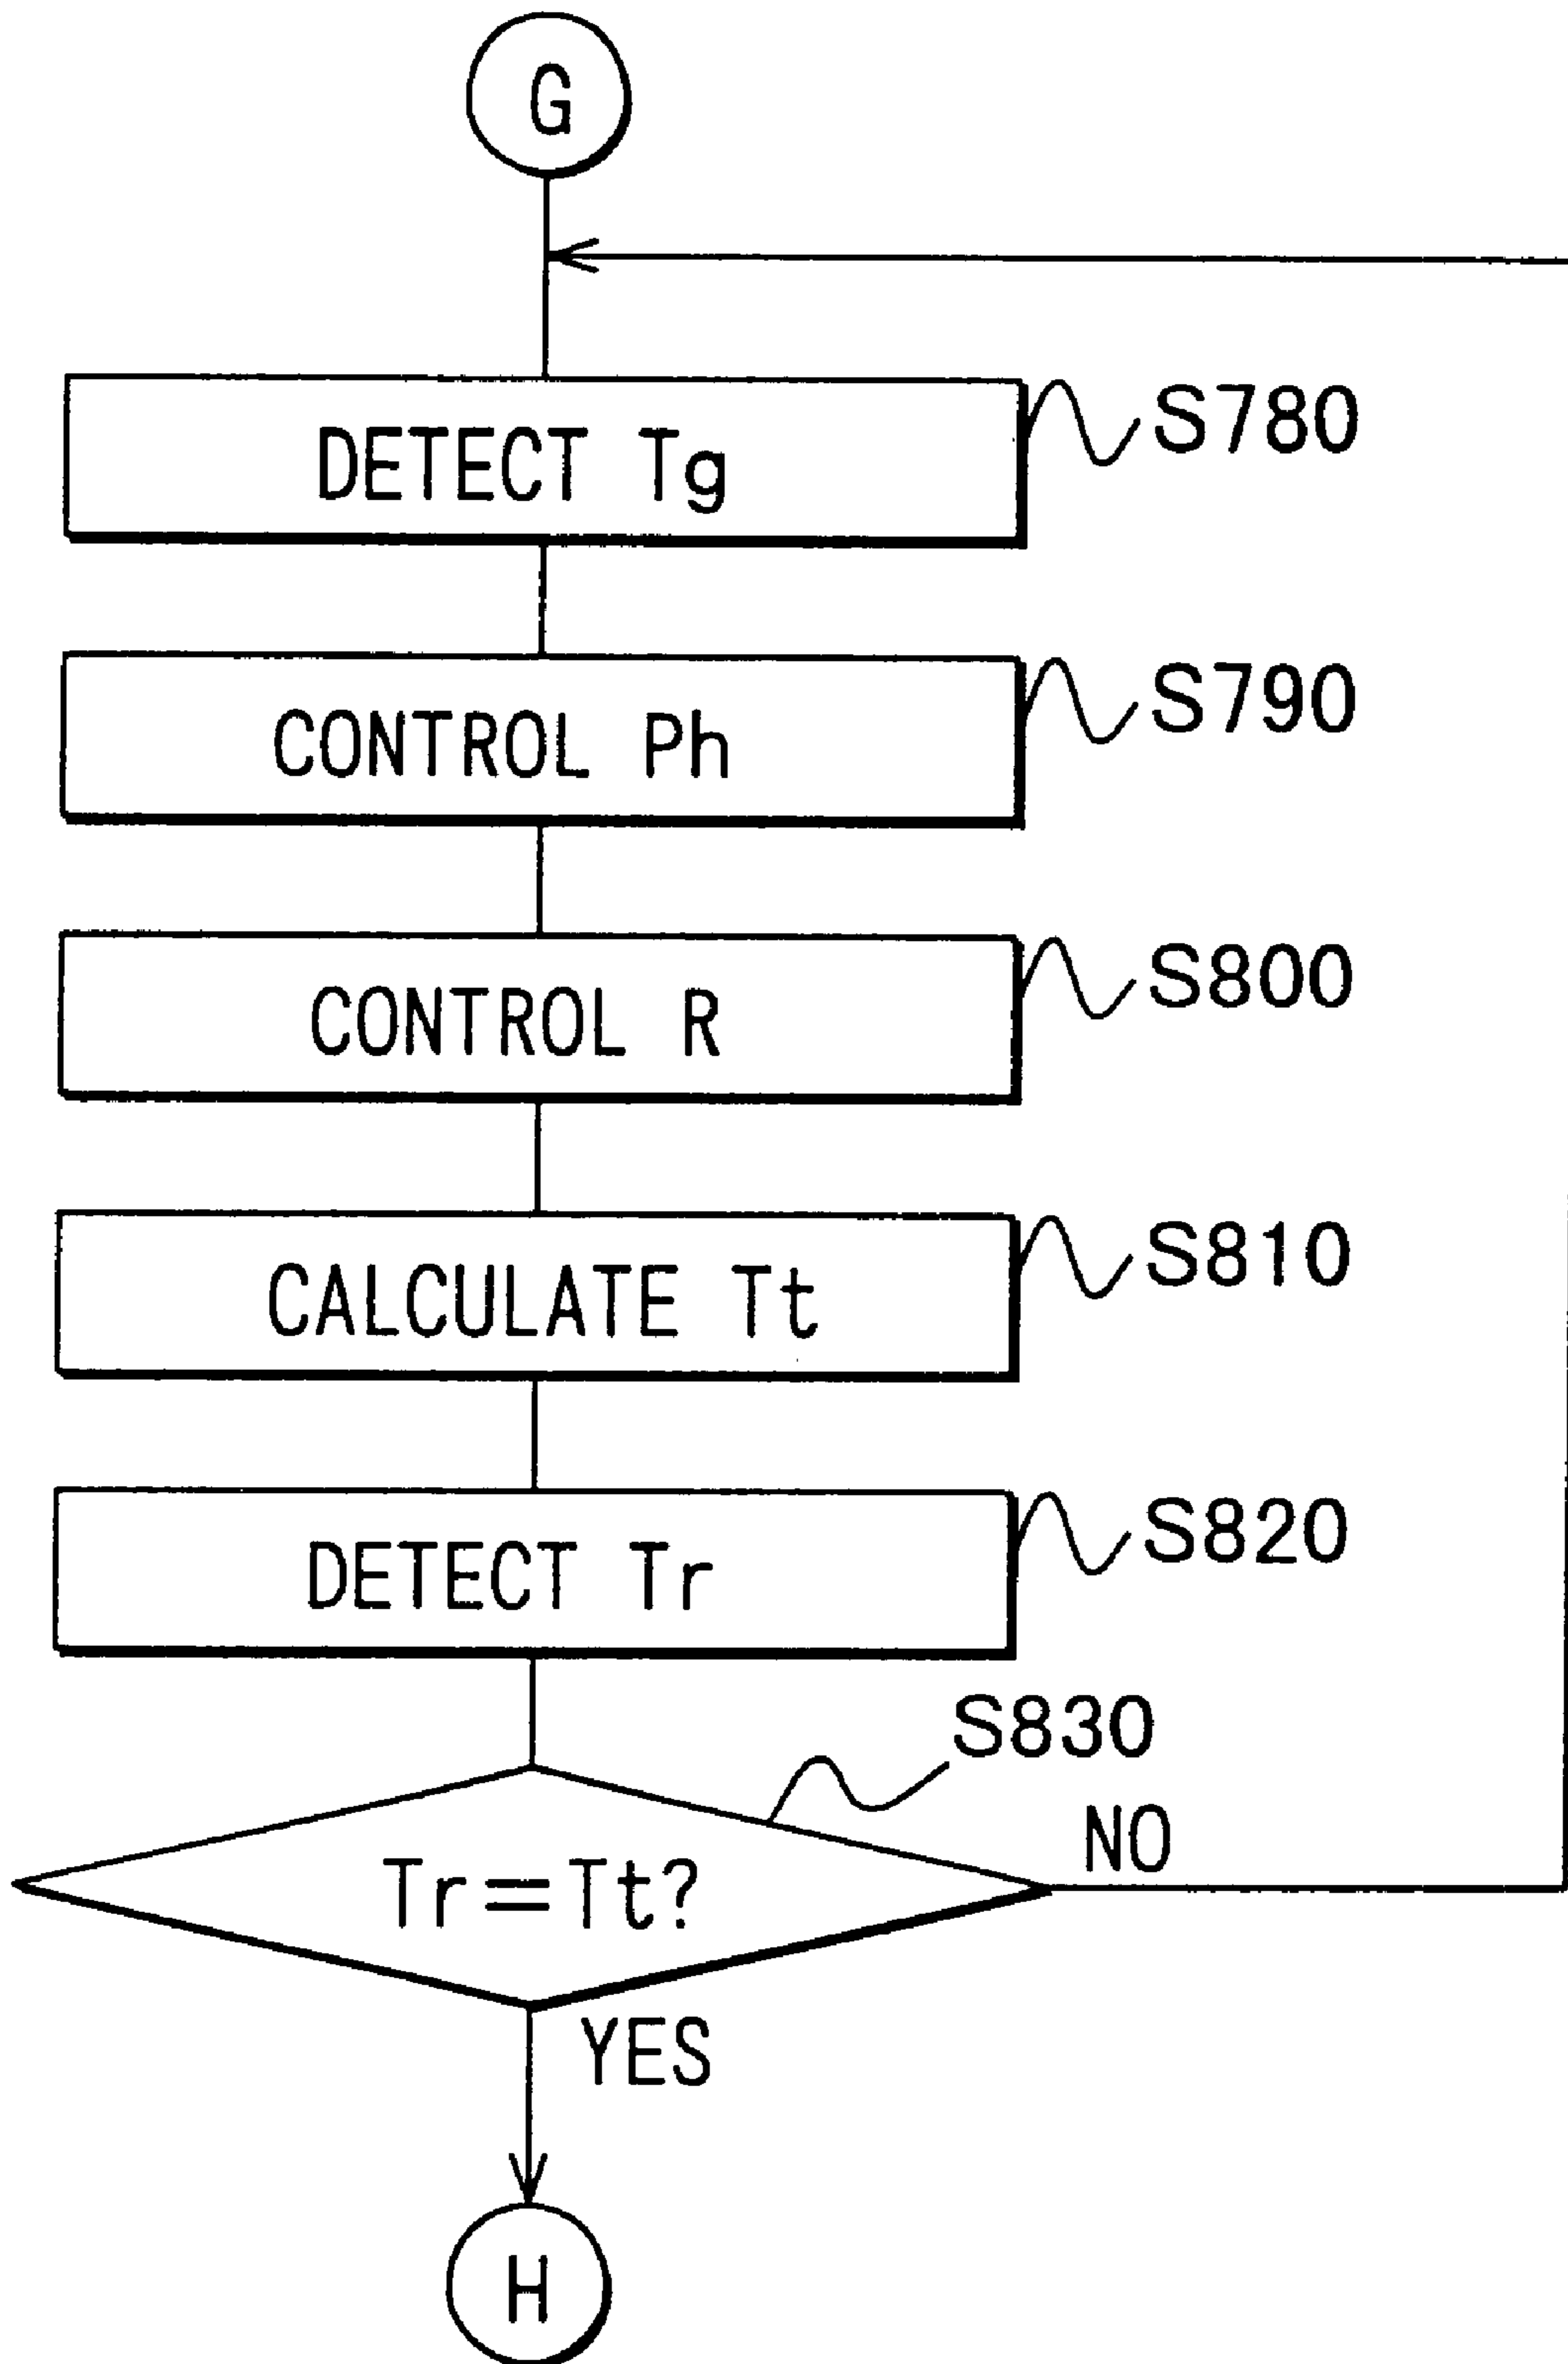 G
DETECT Tg
S780
CONTROL Ph
S790
CONTROL R
S800
CALCULATE Tt
S810
DETECT Tr
S820
S830
Tr=Tt?
NO
YES
H